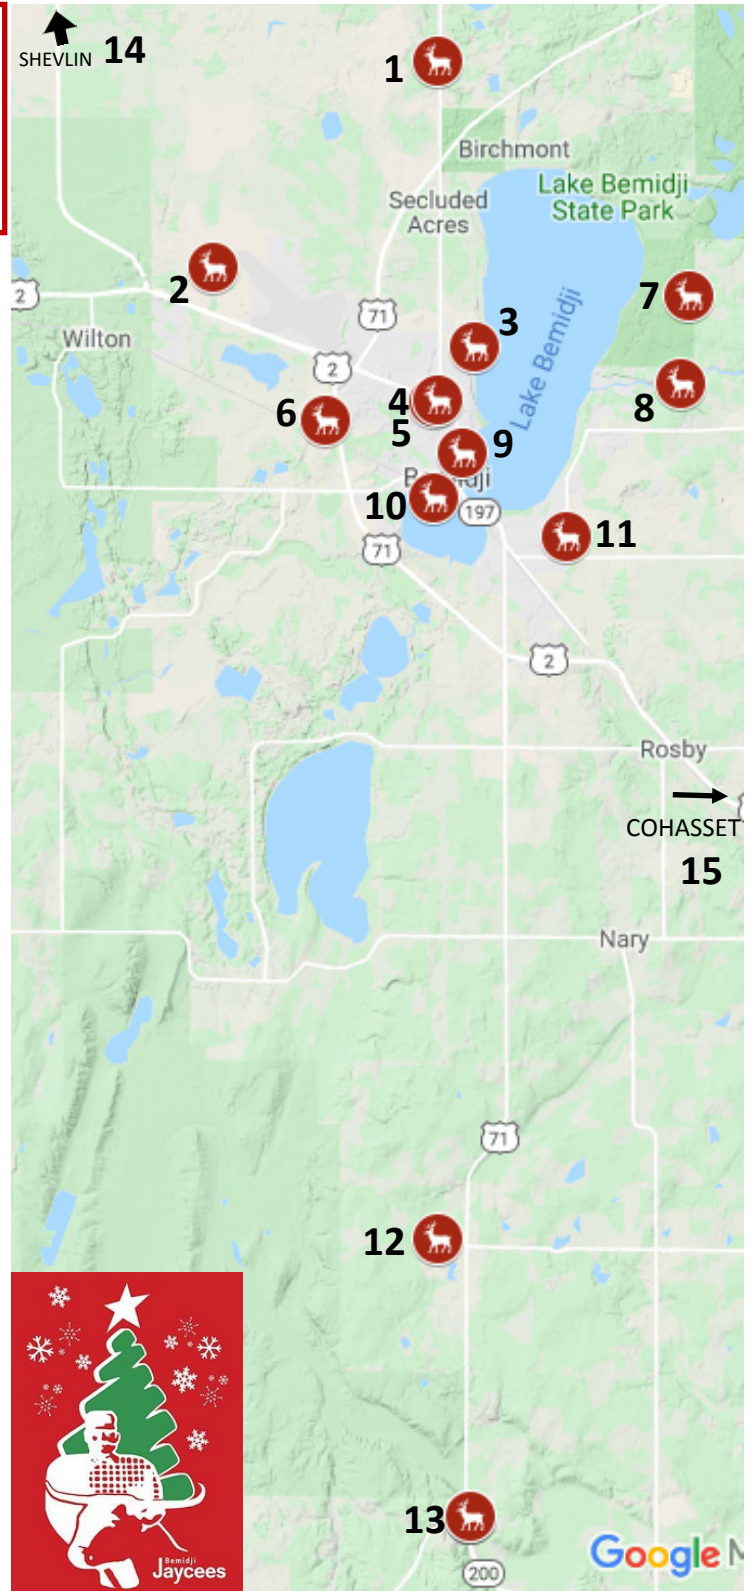 SHEVLIN 14
1
Birchmont
Lake Bemidji
State Park
Secluded
Acres
2
2
7
71
3
Wilton
Lake Bemidji
2
8
4
6
5
9
10
197
11
71
2
Rosby
COHASSET
15
Nary
71
12
13
Bemidji
Jaycees
Google
200